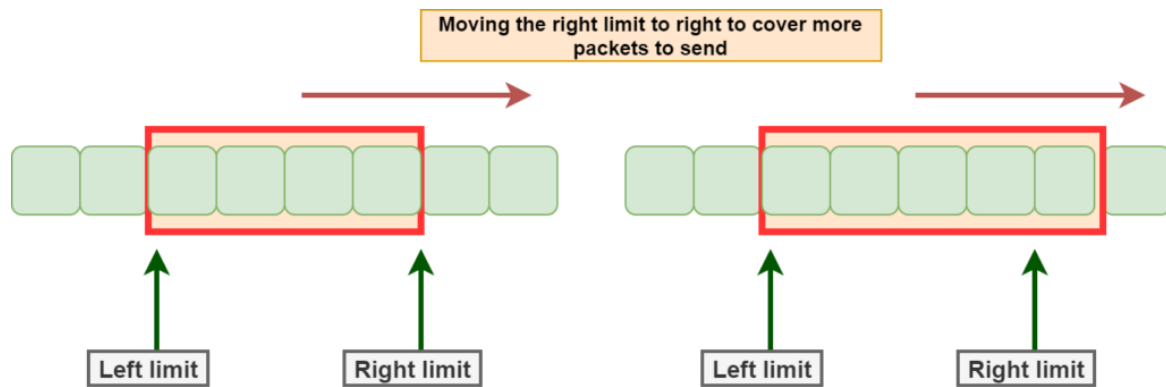 Moving the right limit to right to cover more
packets to send
Left limit
Right limit
Left limit
Right limit